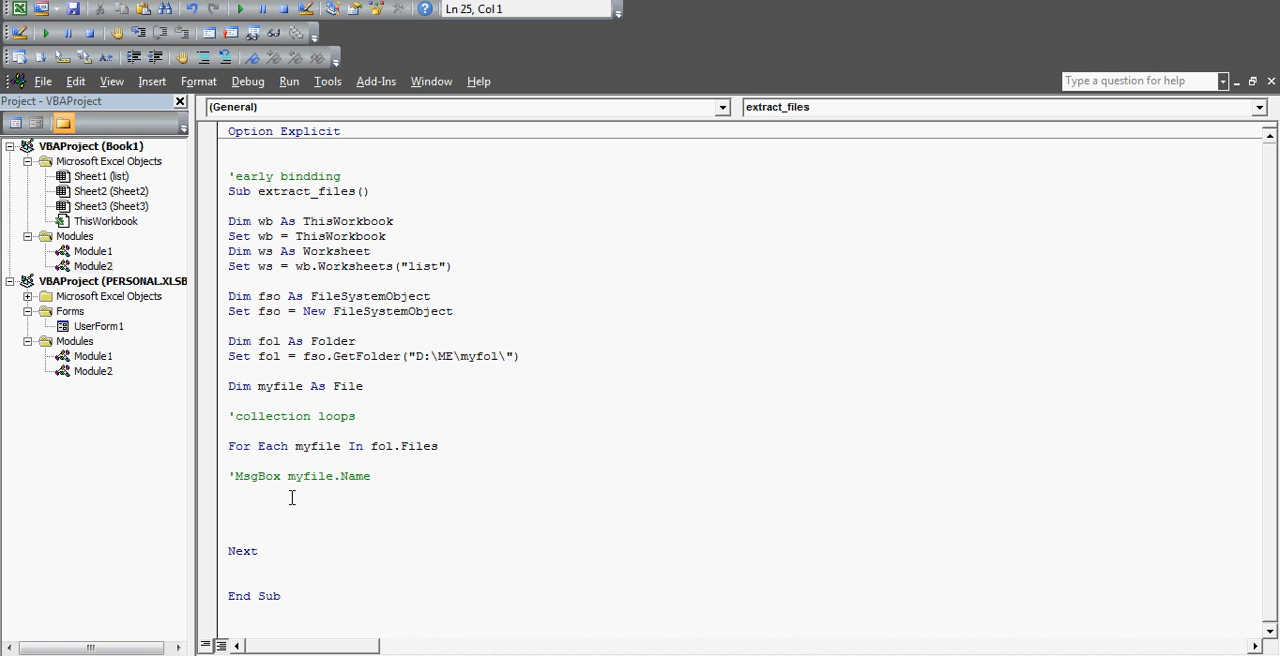 Ln 25, Col 1
File Edit View Insert Format Debug Run Tools Add-Ins Window Help
Type a question for help
Project - VBAProject
(General)
extract_files
VBAProject (Book1)
Microsoft Excel Objects
Sheet1 (list)
Sheet2 (Sheet2)
Sheet3 (Sheet3)
ThisWorkbook
Modules
Module1
Module2
VBAProject (PERSONAL.XLSB
Microsoft Excel Objects
Forms
UserForm1
Modules
Module1
Module2
Option Explicit
'early bindding
Sub extract_files()
Dim wb As ThisWorkbook
Set wb = ThisWorkbook
Dim ws As Worksheet
Set ws = wb.Worksheets("list")
Dim fso As FileSystemObject
Set fso = New FileSystemObject
Dim fol As Folder
Set fol = fso.GetFolder("D:\ME\myfol\")
Dim myfile As File
'collection loops
For Each myfile In fol.Files
'MsgBox myfile.Name
Next
End Sub